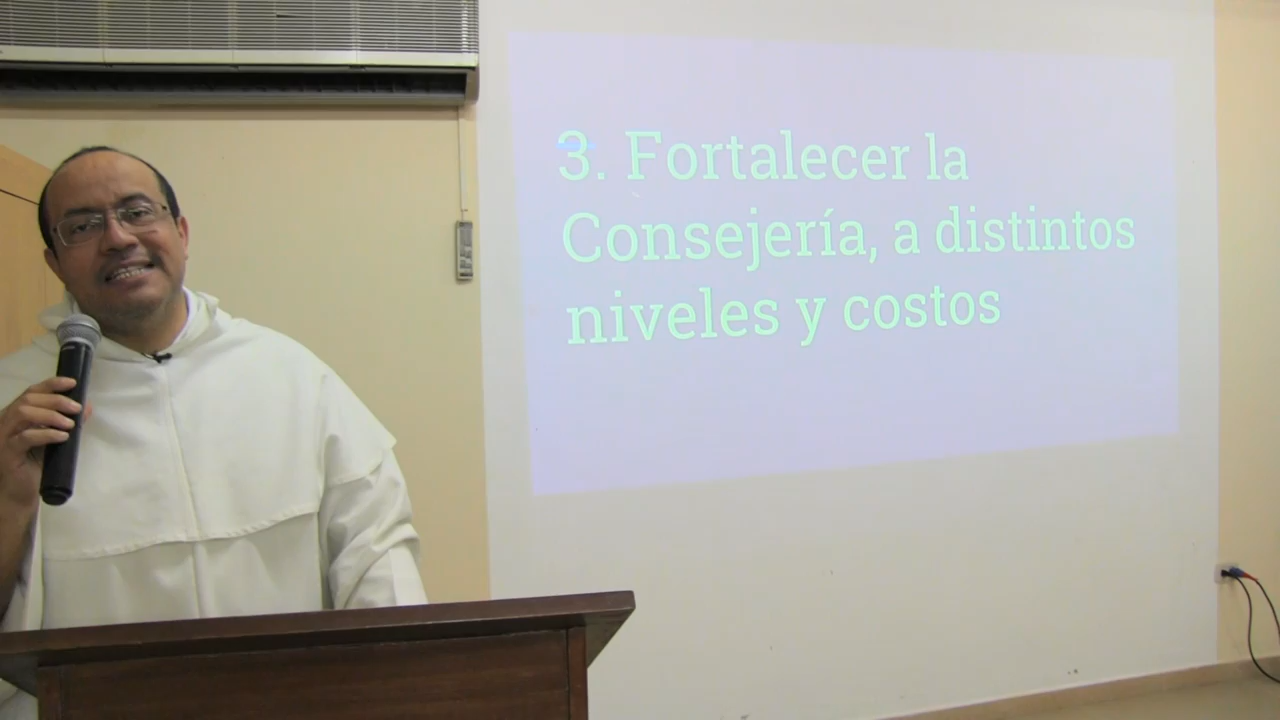 3. Fortalecer la
Consejería, a distintos
niveles y costos